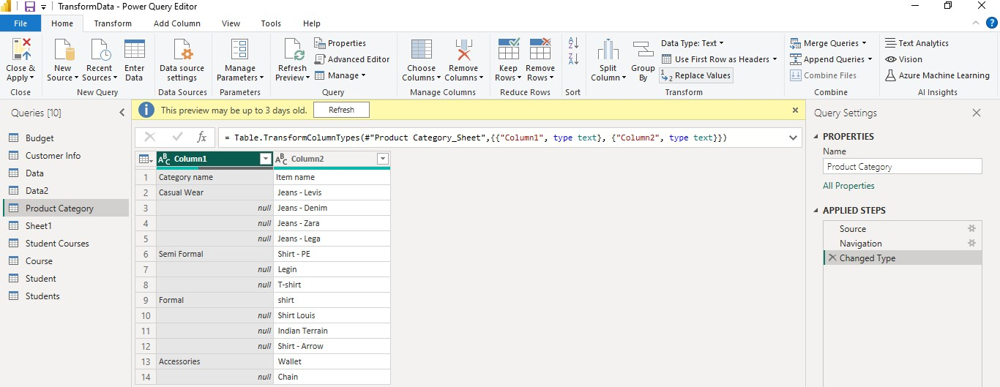 TransformData - Power Query Editor
File Home Transform Add Column View Tools Help
Close & Apply
Close
New Source
Recent Sources
Enter Data
New Query
Data source settings
Data Sources
Manage Parameters
Parameters
Refresh Preview
Properties
Advanced Editor
Manage
Query
Choose Columns
Remove Columns
Manage Columns
Keep Rows
Remove Rows
Reduce Rows
Sort
Split Column
Group By
Data Type: Text
Use First Row as Headers
Replace Values
Transform
Merge Queries
Append Queries
Combine Files
Combine
Text Analytics
Vision
Azure Machine Learning
AI Insights
Queries [10]
Budget
Customer Info
Data
Data2
Product Category
Sheet1
Student Courses
Course
Student
Students
This preview may be up to 3 days old. Refresh
fx = Table.TransformColumnTypes(#"Product Category_Sheet",{{"Column1", type text}, {"Column2", type text}})
ABC Column1 ABC Column2
1 Category name Item name
2 Casual Wear Jeans - Levis
3 null Jeans - Denim
4 null Jeans - Zara
5 null Jeans - Lega
6 Semi Formal Shirt - PE
7 null Legin
8 null T-shirt
9 Formal shirt
10 null Shirt Louis
11 null Indian Terrain
12 null Shirt - Arrow
13 Accessories Wallet
14 null Chain
Query Settings
PROPERTIES
Name
Product Category
All Properties
APPLIED STEPS
Source
Navigation
Changed Type